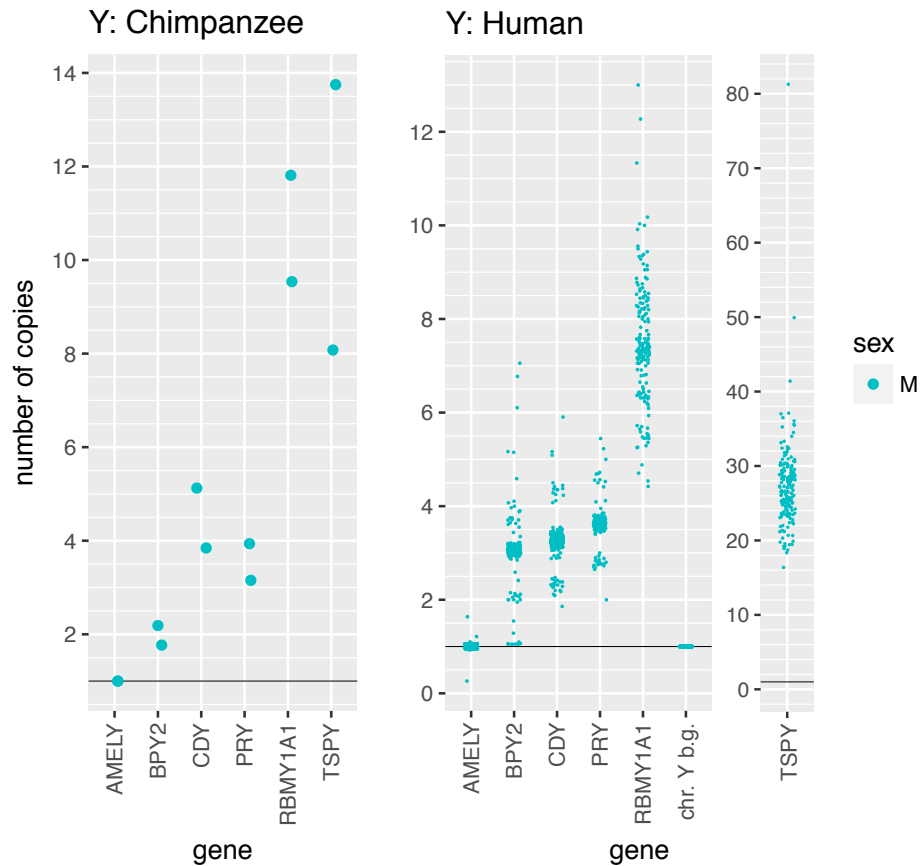 Y: Chimpanzee
Y: Human
number of copies
14
12
10
8
6
4
2
AMELY
BPY2
CDY
PRY
RBMY1A1
TSPY
gene
12
10
8
6
4
2
0
AMELY
BPY2
CDY
PRY
RBMY1A1
chr. Y b.g.
gene
80
70
60
50
40
30
20
10
0
TSPY
sex
M